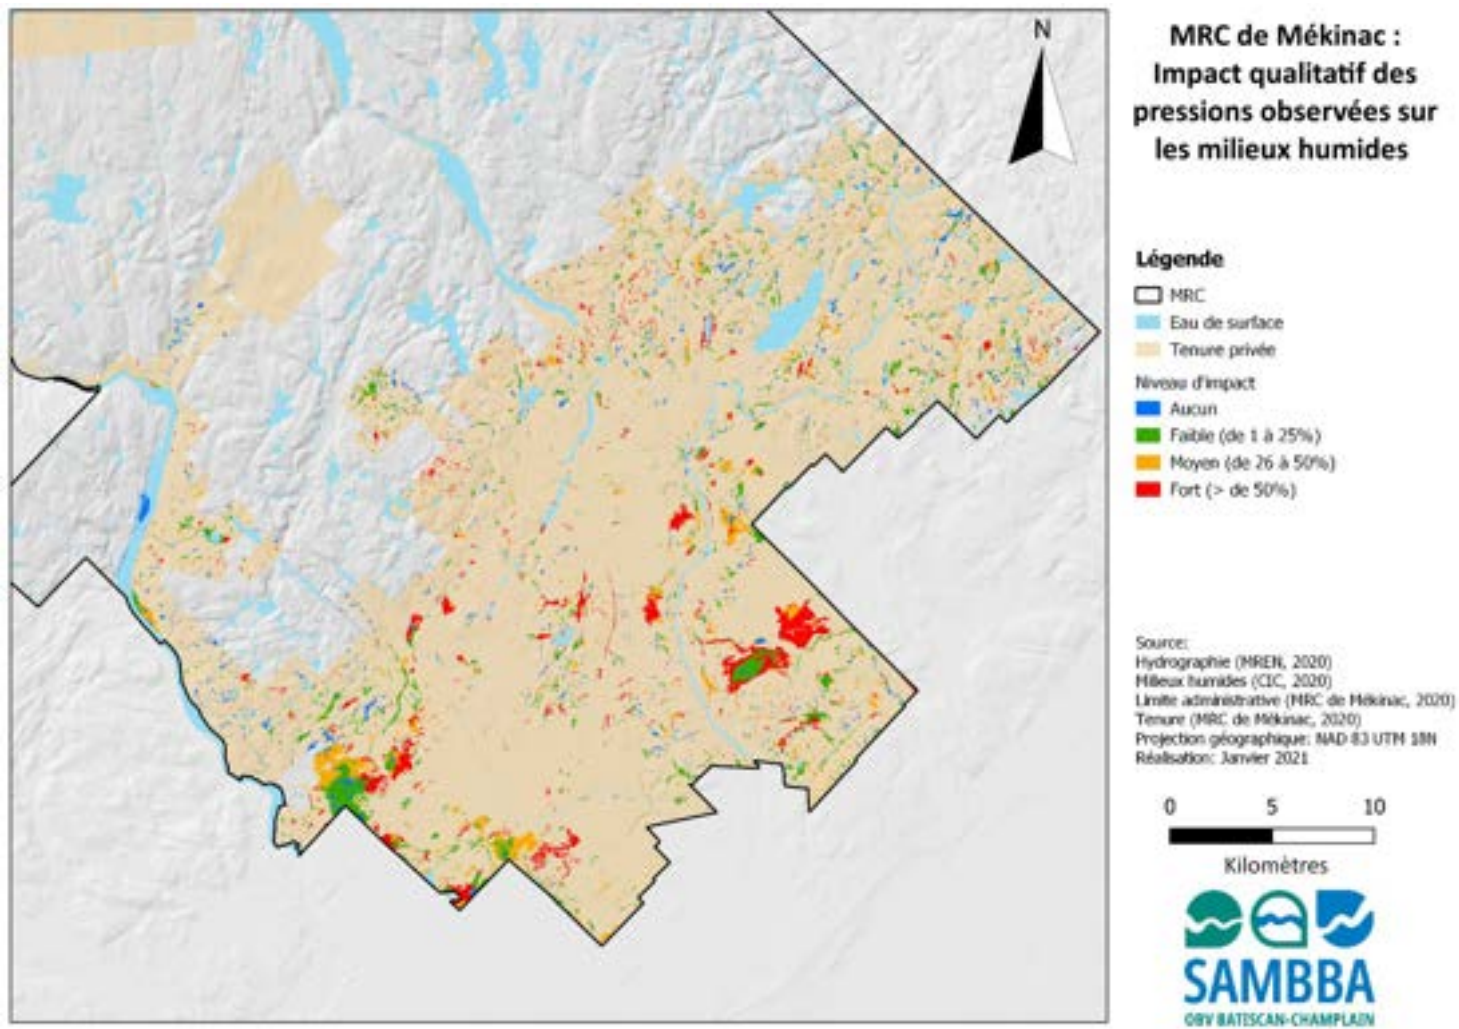 N
MRC de Mékinac :
Impact qualitatif des
pressions observées sur
les milieux humides
Légende
MRC
Eau de surface
Tenure privée
Niveau d'impact
Aucun
Faible (de 1 à 25%)
Moyen (de 26 à 50%)
Fort (> de 50%)
Source:
Hydrographie (MREN, 2020)
Milieux humides (CIC, 2020)
Limite administrative (MRC de Mékinac, 2020)
Tenure (MRC de Mékinac, 2020)
Projection géographique: NAD 83 UTM 18N
Réalisation: Janvier 2021
0 5 10
Kilomètres
SAMBBA
OBV BATISCAN-CHAMPLAIN